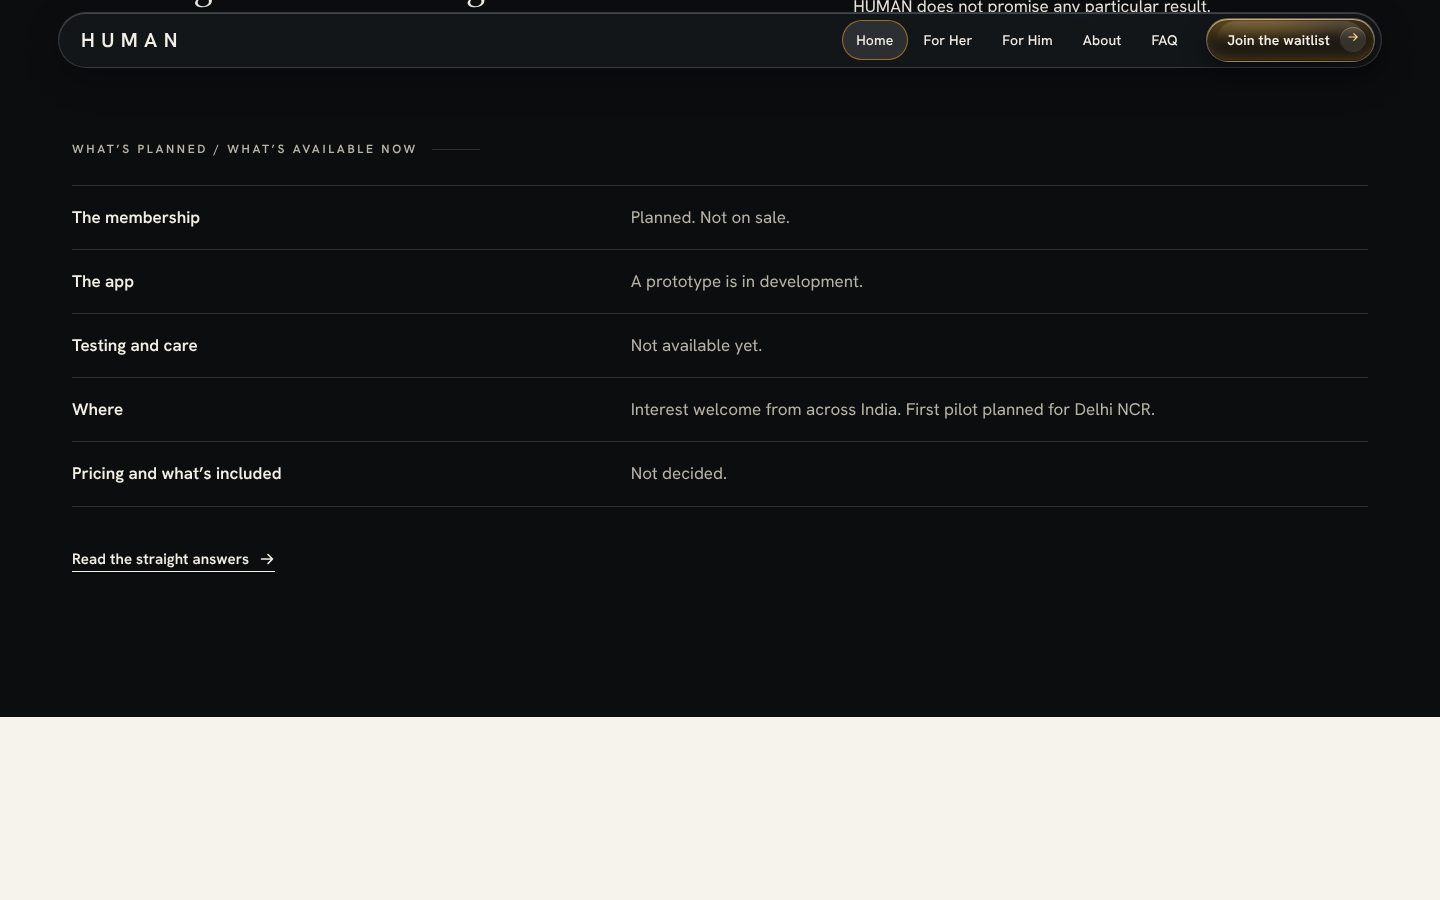 HUMAN does not promise any particular result.
HUMAN
Home
For Her
For Him
About
FAQ
Join the waitlist →
WHAT’S PLANNED / WHAT’S AVAILABLE NOW
The membership
Planned. Not on sale.
The app
A prototype is in development.
Testing and care
Not available yet.
Where
Interest welcome from across India. First pilot planned for Delhi NCR.
Pricing and what’s included
Not decided.
Read the straight answers →